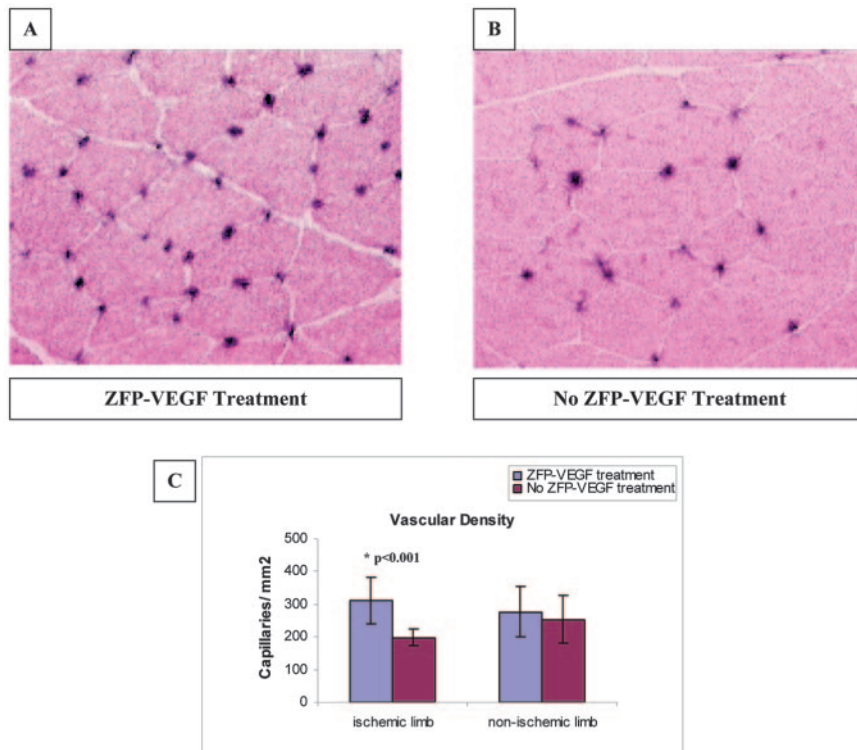 A
B
ZFP-VEGF Treatment
No ZFP-VEGF Treatment
C
ZFP-VEGF treatment
No ZFP-VEGF treatment
Vascular Density
500
400
300
200
100
0
Capillaries/ mm2
* p<0.001
ischemic limb
non-ischemic limb